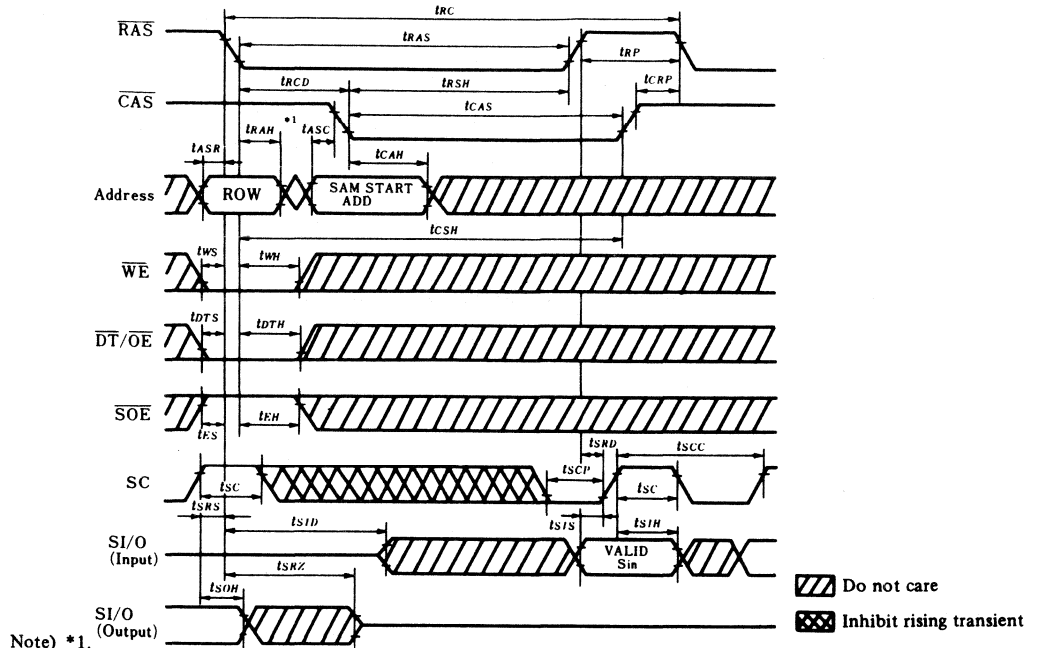 tRC
RAS
tRAS
tRP
tRCD
tRSH
tCRP
CAS
tCAS
*1
tRAH
tASC
tASR
tCAH
Address
ROW
SAM START
ADD
tCSH
tWS
tWH
WE
tDTS
tDTH
DT/OE
SOE
tES
tEH
tSRD
tSCC
SC
tSC
tSCP
tSC
tSRS
tSID
tSIS
tSIH
SI/O
(Input)
VALID
Sin
tSRZ
tSOH
SI/O
(Output)
Do not care
Inhibit rising transient
Note) *1.